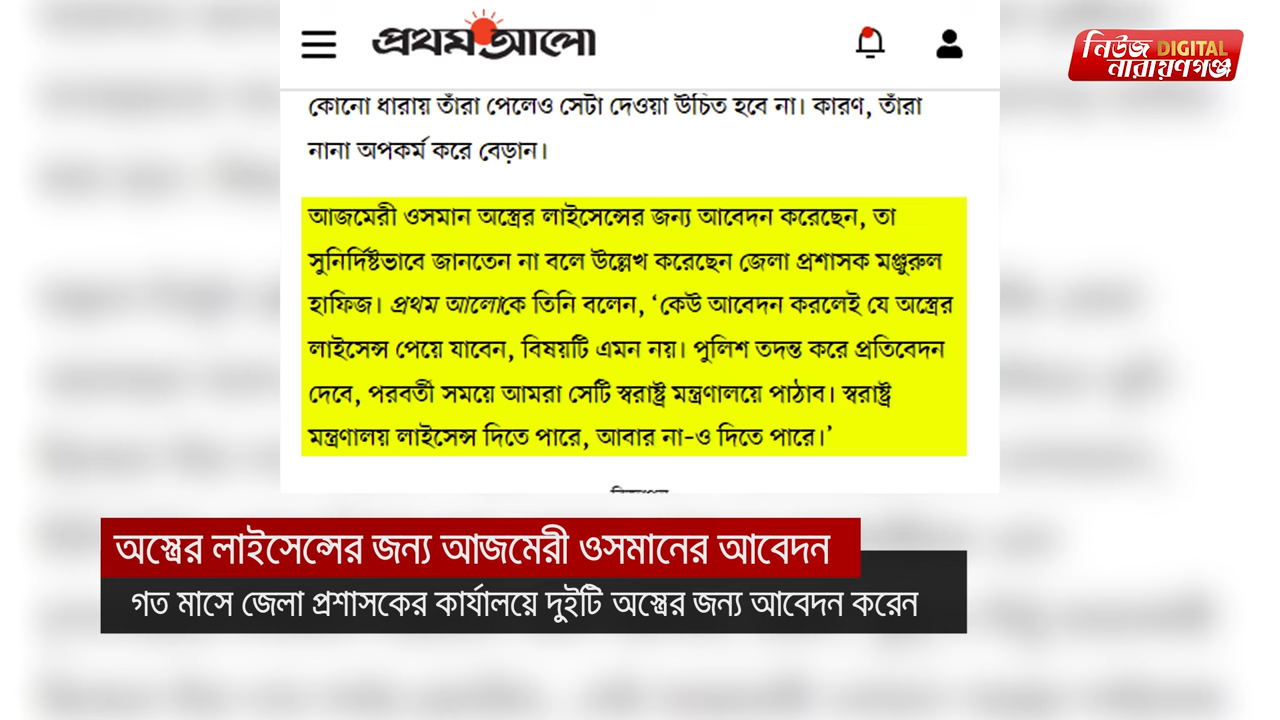 প্রথম আলো
নিউজ DIGITAL
নারায়ণগঞ্জ
কোনো ধারায় তাঁরা পেলেও সেটা দেওয়া উচিত হবে না। কারণ, তাঁরা
নানা অপকর্ম করে বেড়ান।
আজমেরী ওসমান অস্ত্রের লাইসেন্সের জন্য আবেদন করেছেন, তা
সুনির্দিষ্টভাবে জানতেন না বলে উল্লেখ করেছেন জেলা প্রশাসক মঞ্জুরুল
হাফিজ। প্রথম আলোকে তিনি বলেন, ‘কেউ আবেদন করলেই যে অস্ত্রের
লাইসেন্স পেয়ে যাবেন, বিষয়টি এমন নয়। পুলিশ তদন্ত করে প্রতিবেদন
দেবে, পরবর্তী সময়ে আমরা সেটি স্বরাষ্ট্র মন্ত্রণালয়ে পাঠাব। স্বরাষ্ট্র
মন্ত্রণালয় লাইসেন্স দিতে পারে, আবার না-ও দিতে পারে।’
অস্ত্রের লাইসেন্সের জন্য আজমেরী ওসমানের আবেদন
গত মাসে জেলা প্রশাসকের কার্যালয়ে দুইটি অস্ত্রের জন্য আবেদন করেন